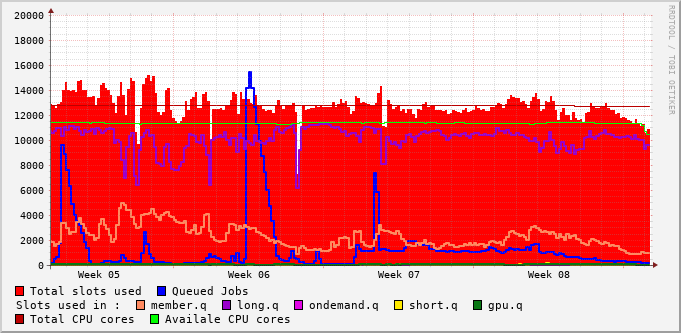 20000
18000
16000
14000
12000
10000
8000
6000
4000
2000
0
Week 05 Week 06 Week 07 Week 08
RRDTOOL / TOBI OETIKER
Total slots used Queued Jobs
Slots used in : member.q long.q ondemand.q short.q gpu.q
Total CPU cores Availale CPU cores